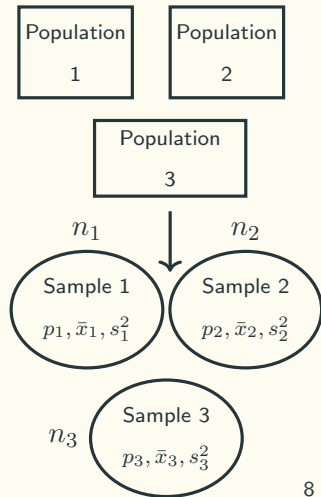 Population Population
1 2
Population
3
n₁ n₂
Sample 1 Sample 2
p₁, x̄₁, s₁² p₂, x̄₂, s₂²
Sample 3
n₃
p₃, x̄₃, s₃²
8